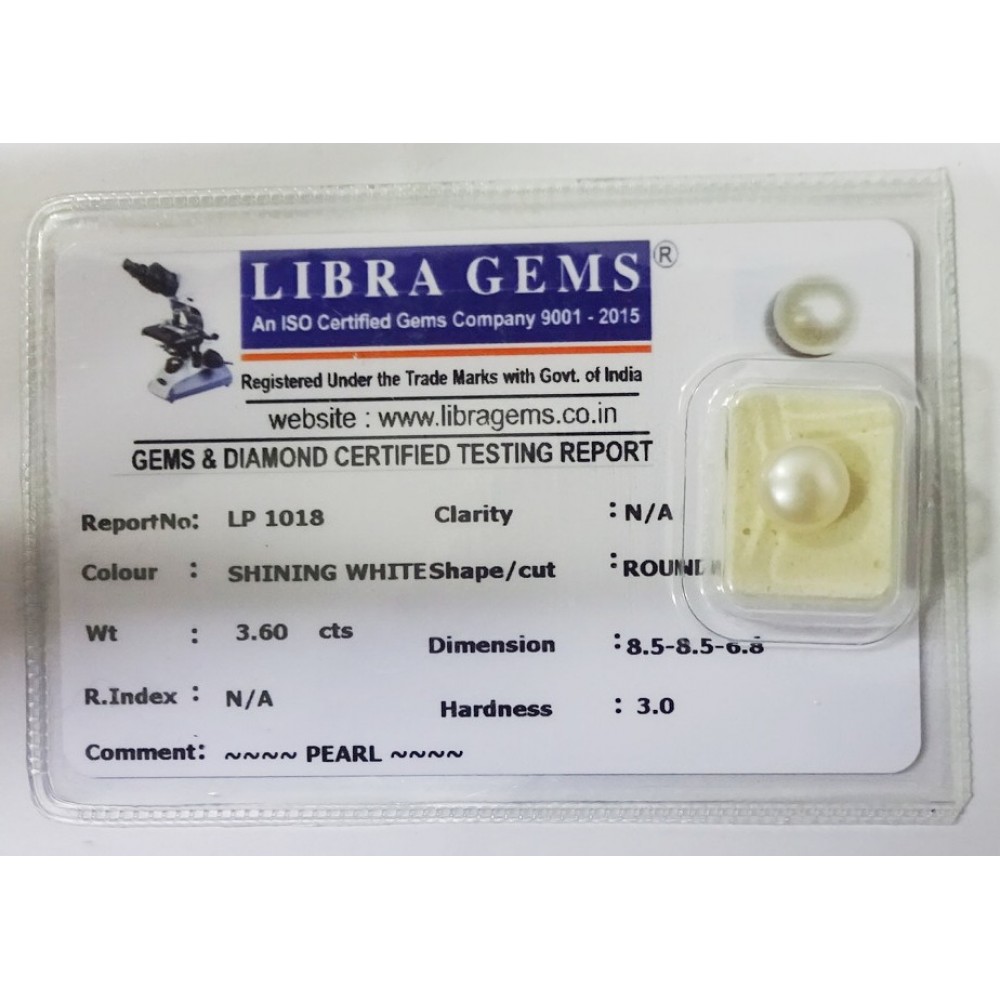 LIBRA GEMS ®
An ISO Certified Gems Company 9001 - 2015
Registered Under the Trade Marks with Govt. of India
website : www.libragems.co.in
GEMS & DIAMOND CERTIFIED TESTING REPORT
ReportNo: LP 1018 Clarity : N/A
Colour : SHINING WHITE Shape/cut : ROUND
Wt : 3.60 cts Dimension : 8.5-8.5-6.8
R.Index : N/A Hardness : 3.0
Comment: ~~~~ PEARL ~~~~